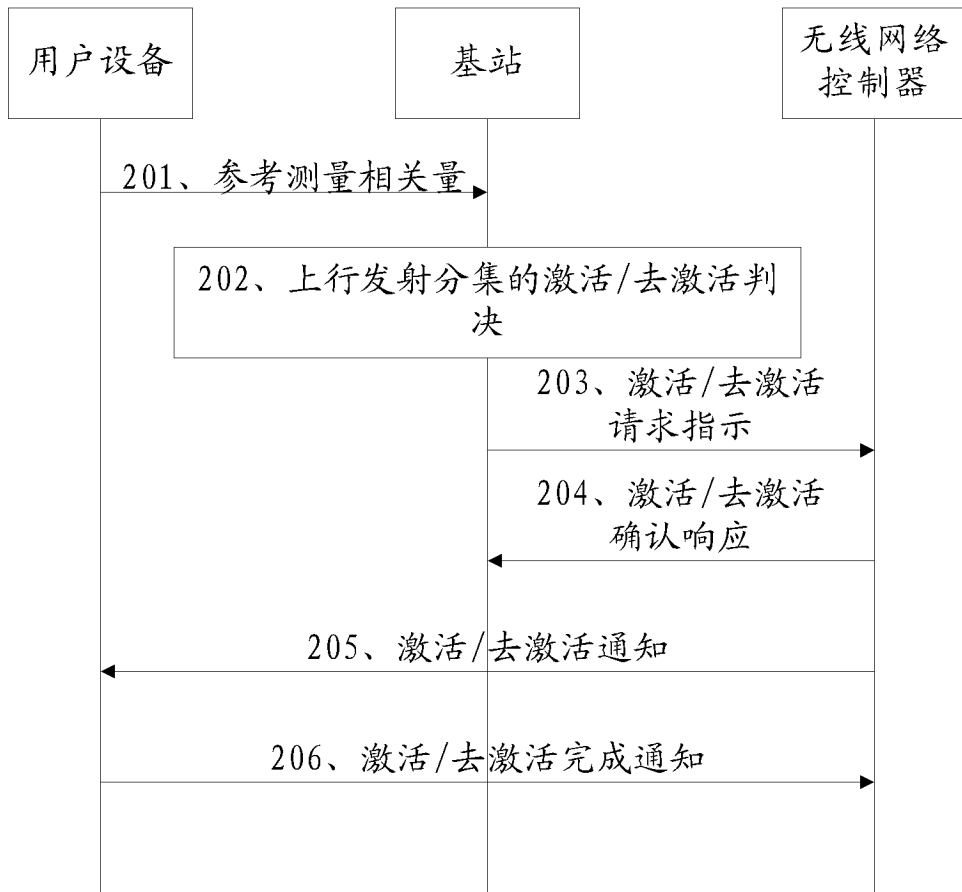 用户设备
基站
无线网络
控制器
201、参考测量相关量
202、上行发射分集的激活/去激活判
决
203、激活/去激活
请求指示
204、激活/去激活
确认响应
205、激活/去激活通知
206、激活/去激活完成通知